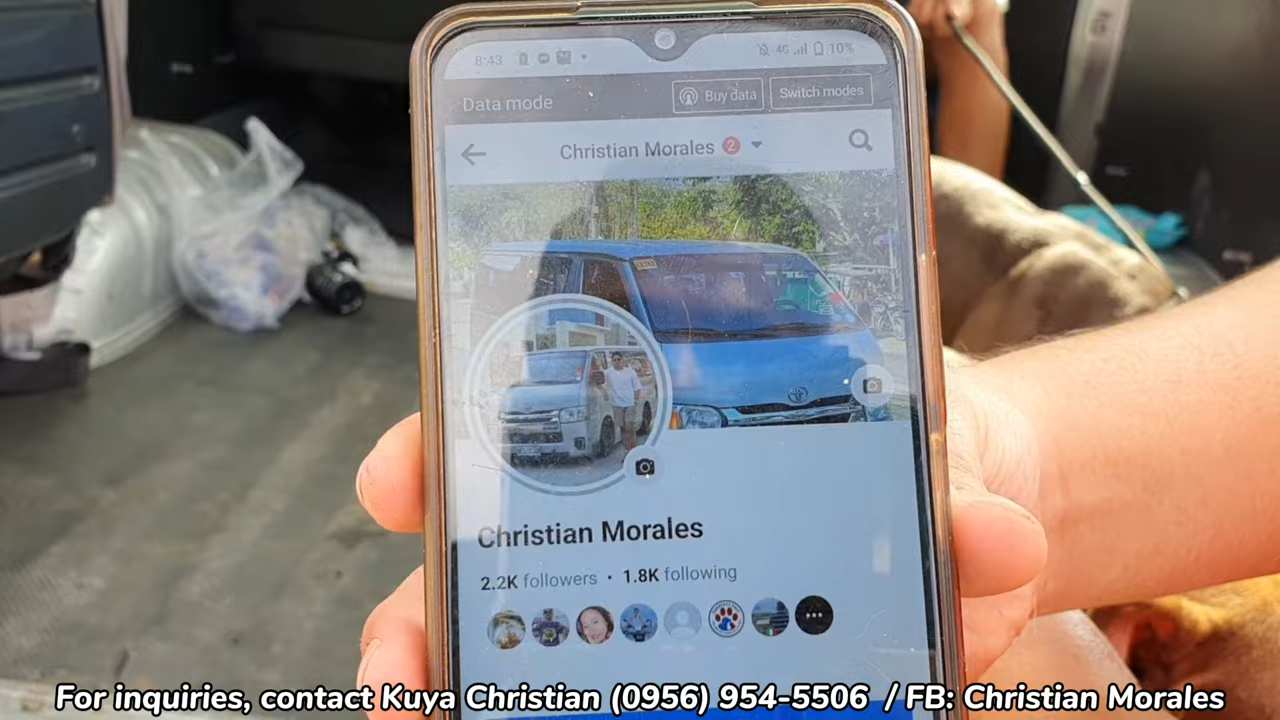 8:43
4G 10%
Data mode
Buy data
Switch modes
Christian Morales 2
Christian Morales
2.2K followers · 1.8K following
For inquiries, contact Kuya Christian (0956) 954-5506 / FB: Christian Morales